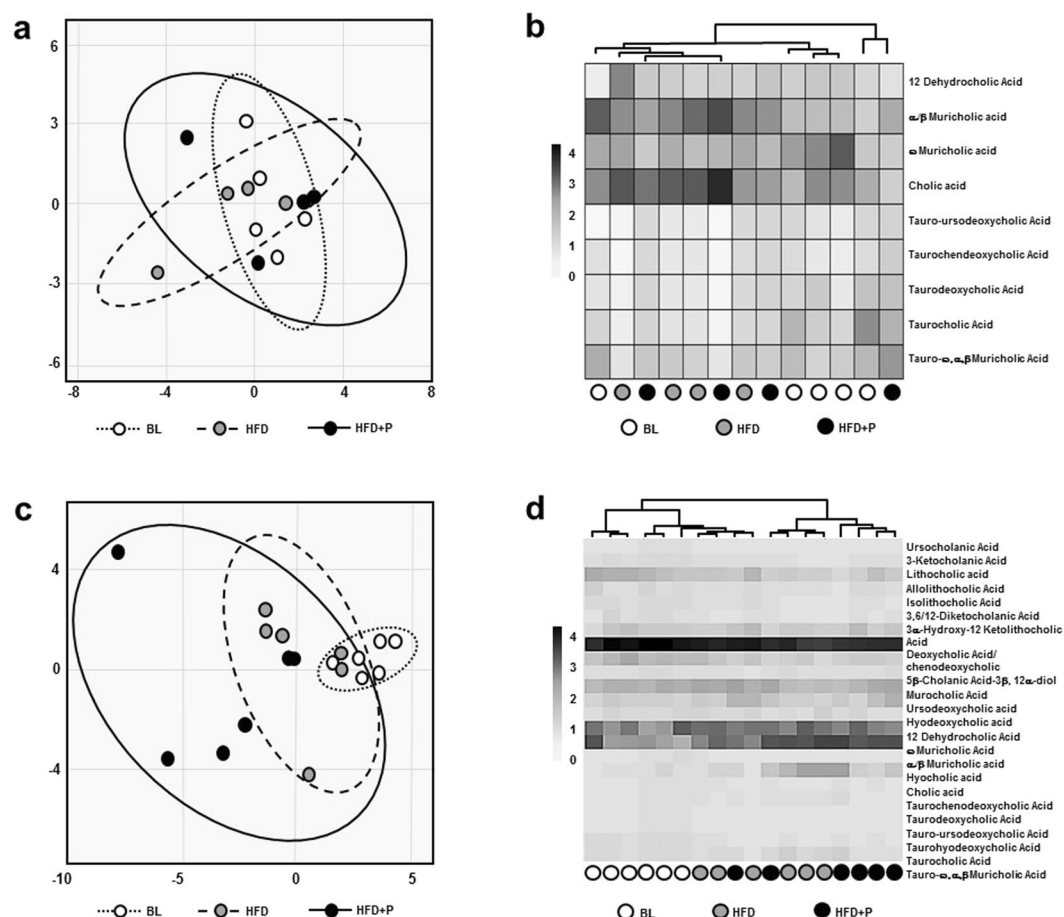 a
6
3
0
-3
-6
-8
-4
0
4
8
BL
HFD
HFD+P
b
4
3
2
1
0
12 Dehydrocholic Acid
α/β Muricholic acid
ω Muricholic acid
Cholic acid
Tauro-ursodeoxycholic Acid
Taurochendeoxycholic Acid
Taurodeoxycholic Acid
Taurocholic Acid
Tauro-ω,α,β Muricholic Acid
BL
HFD
HFD+P
c
4
0
-4
-10
-5
0
5
BL
HFD
HFD+P
d
4
3
2
1
0
Ursocholanic Acid
3-Ketocholanic Acid
Lithocholic acid
Allolithocholic Acid
Isolithocholic Acid
3,6/12-Diketocholanic Acid
3α-Hydroxy-12 Ketolithocholic
Acid
Deoxycholic Acid/
chenodeoxycholic
5β-Cholanic Acid-3β, 12α-diol
Murocholic Acid
Ursodeoxycholic acid
Hyodeoxycholic acid
12 Dehydrocholic Acid
ω Muricholic Acid
α/β Muricholic acid
Hyocholic acid
Cholic acid
Taurochenodeoxycholic Acid
Taurodeoxycholic Acid
Tauro-ursodeoxycholic Acid
Taurohyodeoxycholic Acid
Taurocholic Acid
Tauro-ω,α,β Muricholic Acid
BL
HFD
HFD+P